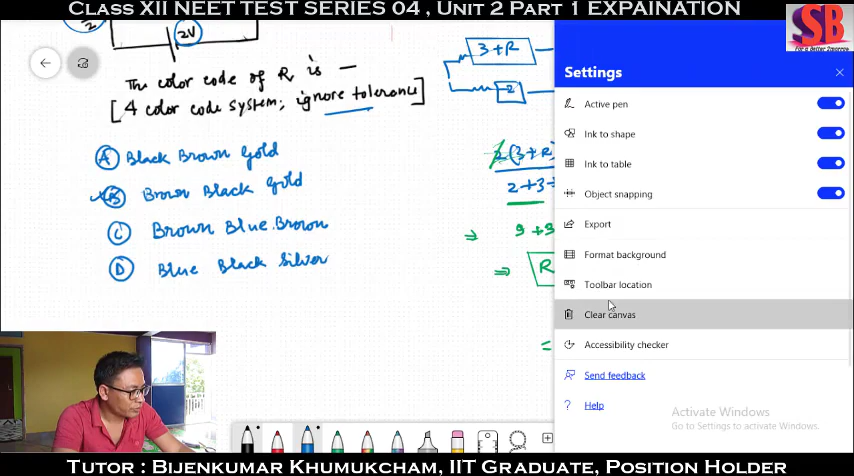 Class XII NEET TEST SERIES 04 , Unit 2 Part 1 EXPAINATION
SB
2V
The color code of R is —
[4 color code system; ignore tolerance]
A Black Brown Gold
B Brown Black Gold
C Brown Blue Brown
D Blue Black Silver
3+R
2
2(3+R)
2+3+
⇒ R
=
Settings
Active pen
Ink to shape
Ink to table
Object snapping
Export
Format background
Toolbar location
Clear canvas
Accessibility checker
Send feedback
? Help
Activate Windows
Go to Settings to activate Windows.
Tutor : BIJENKUMAR KHUMUKCHAM, IIT GRADUATE, POSITION HOLDER